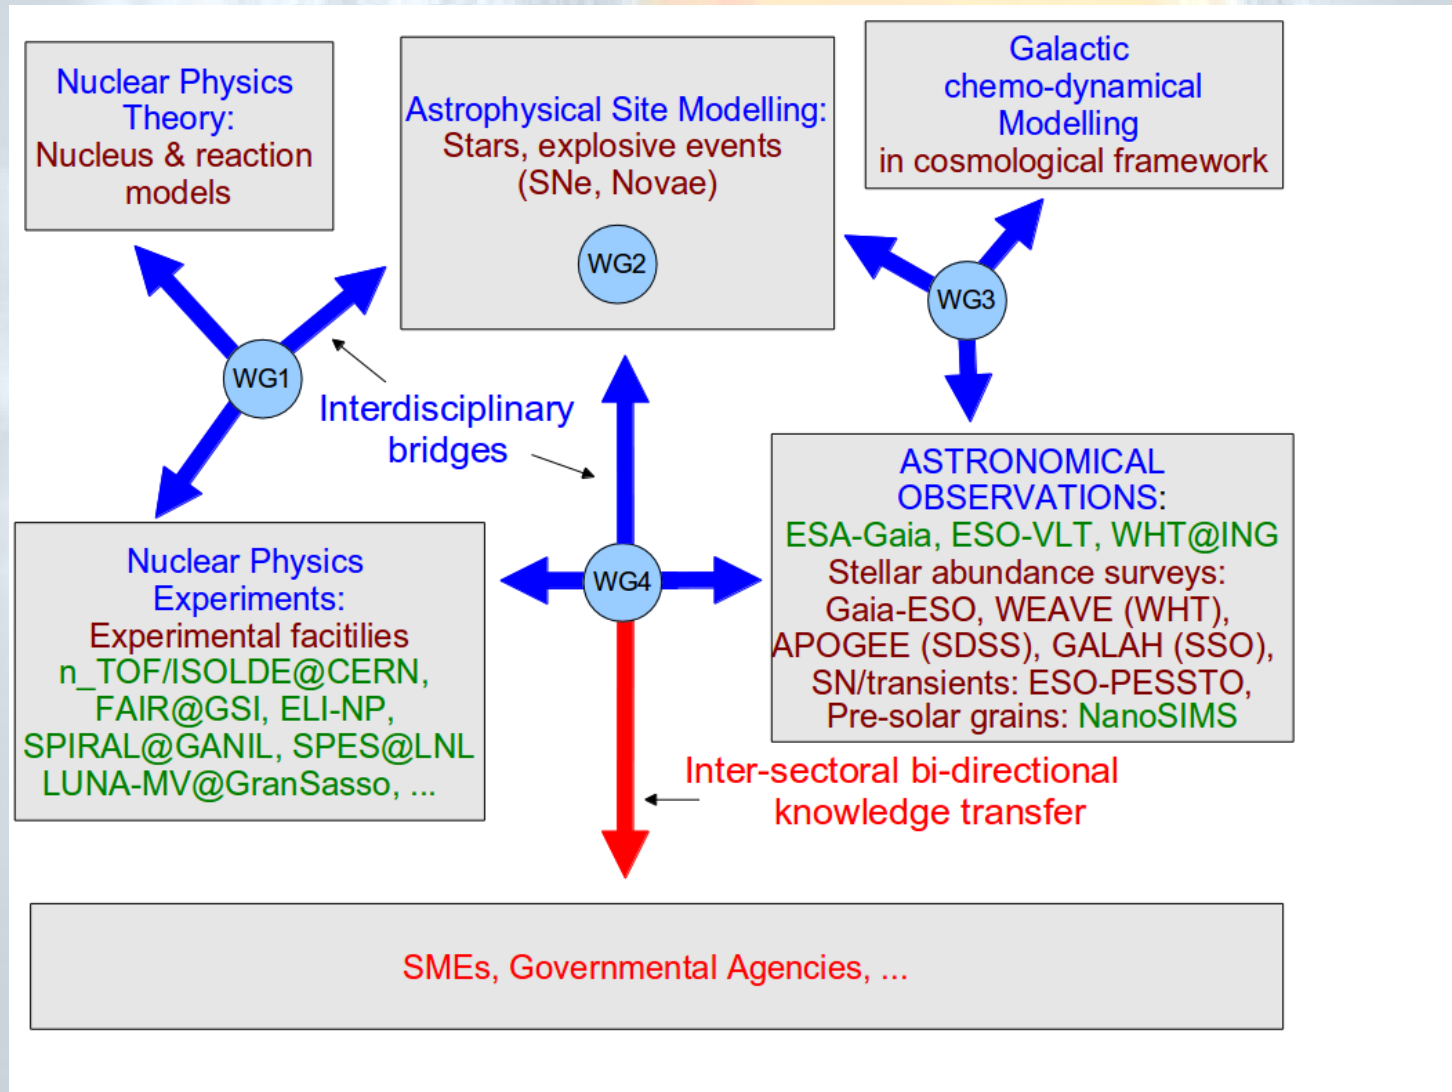 Nuclear Physics
Theory:
Nucleus & reaction
models
Astrophysical Site Modelling:
Stars, explosive events
(SNe, Novae)
WG2
Galactic
chemo-dynamical
Modelling
in cosmological framework
WG3
WG1
Interdisciplinary
bridges
WG4
Nuclear Physics
Experiments:
Experimental facitilies
n_TOF/ISOLDE@CERN,
FAIR@GSI, ELI-NP,
SPIRAL@GANIL, SPES@LNL
LUNA-MV@GranSasso, ...
ASTRONOMICAL
OBSERVATIONS:
ESA-Gaia, ESO-VLT, WHT@ING
Stellar abundance surveys:
Gaia-ESO, WEAVE (WHT),
APOGEE (SDSS), GALAH (SSO),
SN/transients: ESO-PESSTO,
Pre-solar grains: NanoSIMS
Inter-sectoral bi-directional
knowledge transfer
SMEs, Governmental Agencies, ...